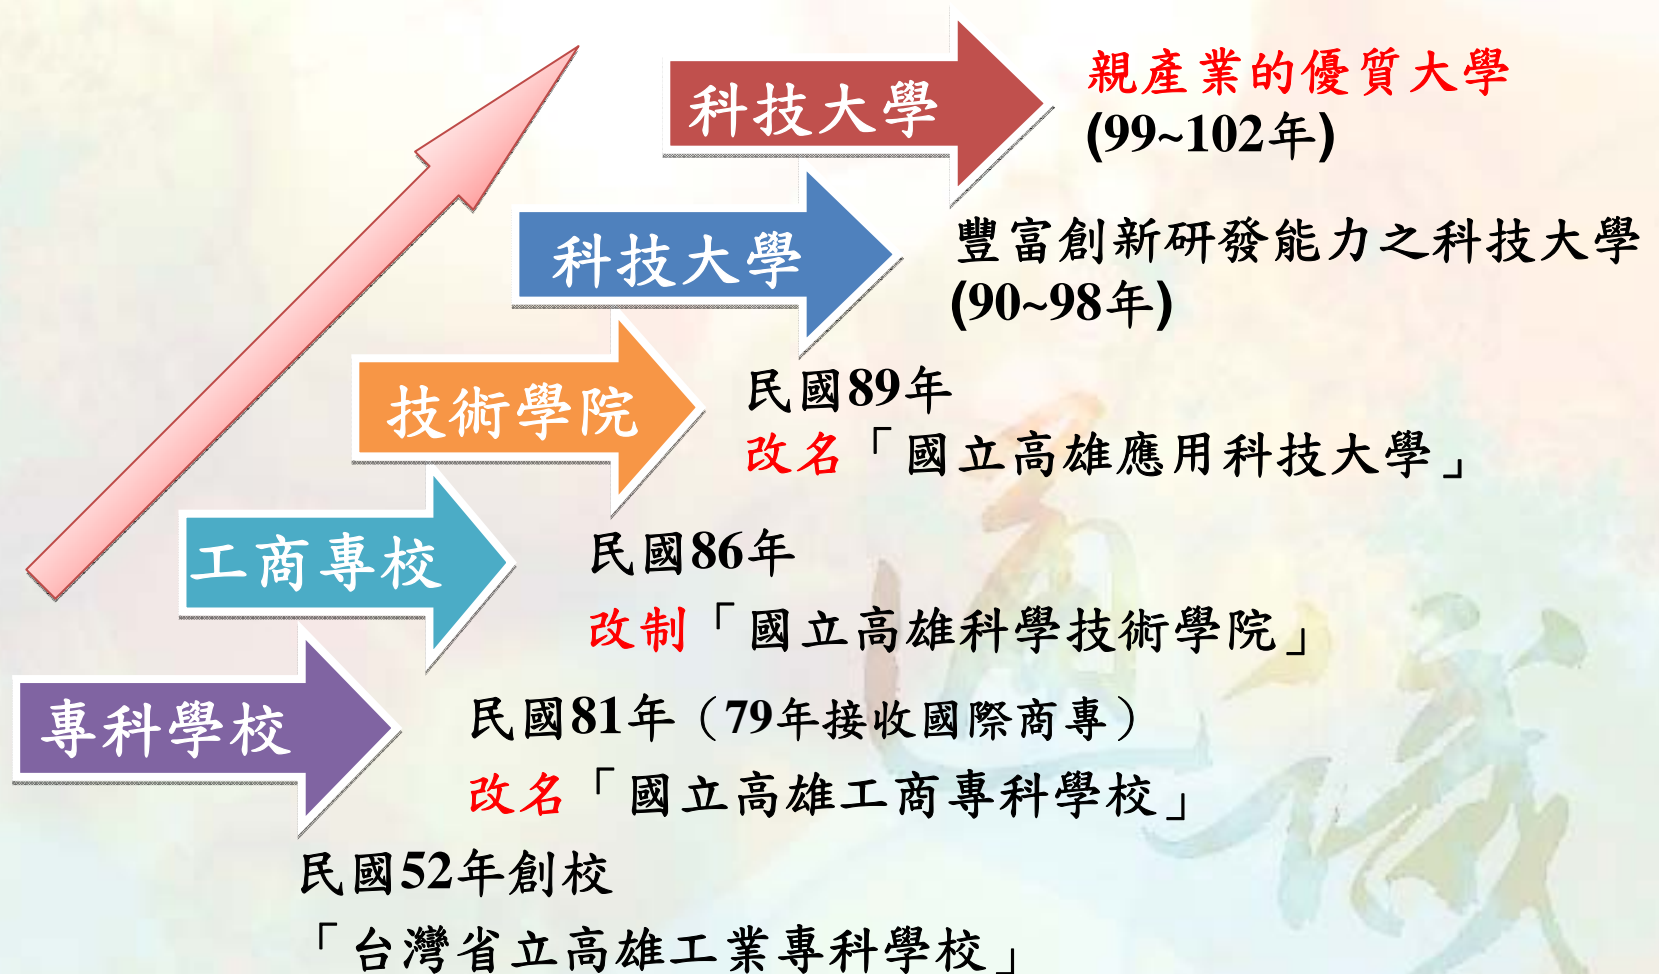 科技大學
親產業的優質大學
(99~102年)
科技大學
豐富創新研發能力之科技大學
(90~98年)
技術學院
民國89年
改名「國立高雄應用科技大學」
工商專校
民國86年
改制「國立高雄科學技術學院」
專科學校
民國81年（79年接收國際商專）
改名「國立高雄工商專科學校」
民國52年創校
「台灣省立高雄工業專科學校」